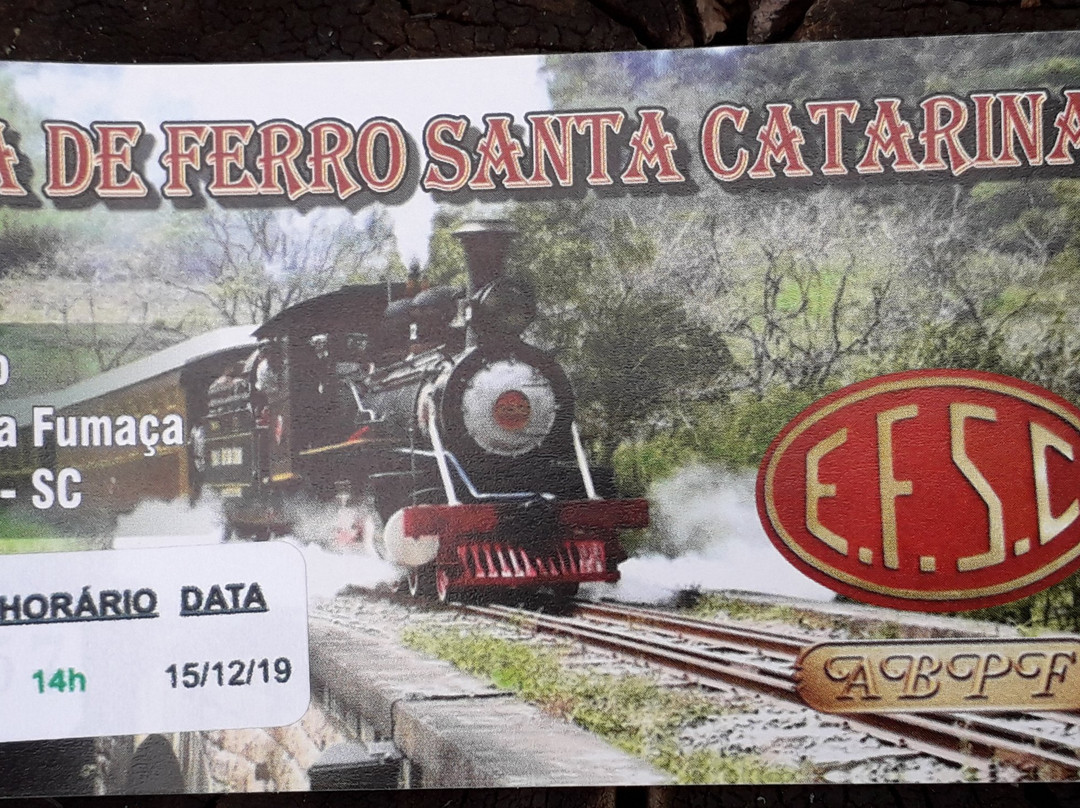 A DE FERRO SANTA CATARINA
a Fumaça
- SC
E.F.S.C
HORÁRIO DATA
14h 15/12/19
ABPF